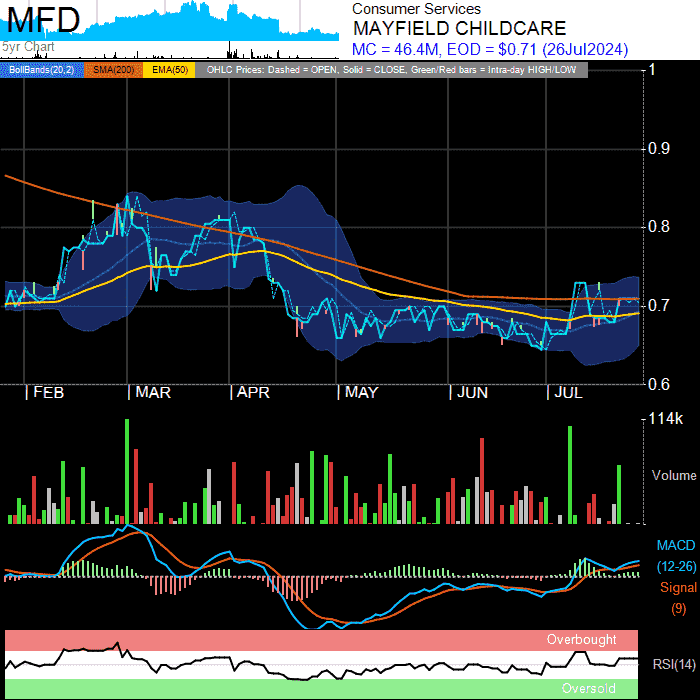 MFD
5yr Chart
Consumer Services
MAYFIELD CHILDCARE
MC = 46.4M, EOD = $0.71 (26Jul2024)
BollBands(20,2) SMA(200) EMA(50) OHLC Prices: Dashed = OPEN, Solid = CLOSE, Green/Red bars = Intra-day HIGH/LOW
1
0.9
0.8
0.7
0.6
FEB MAR APR MAY JUN JUL
114k
Volume
MACD
(12-26)
Signal
(9)
Overbought
RSI(14)
Oversold